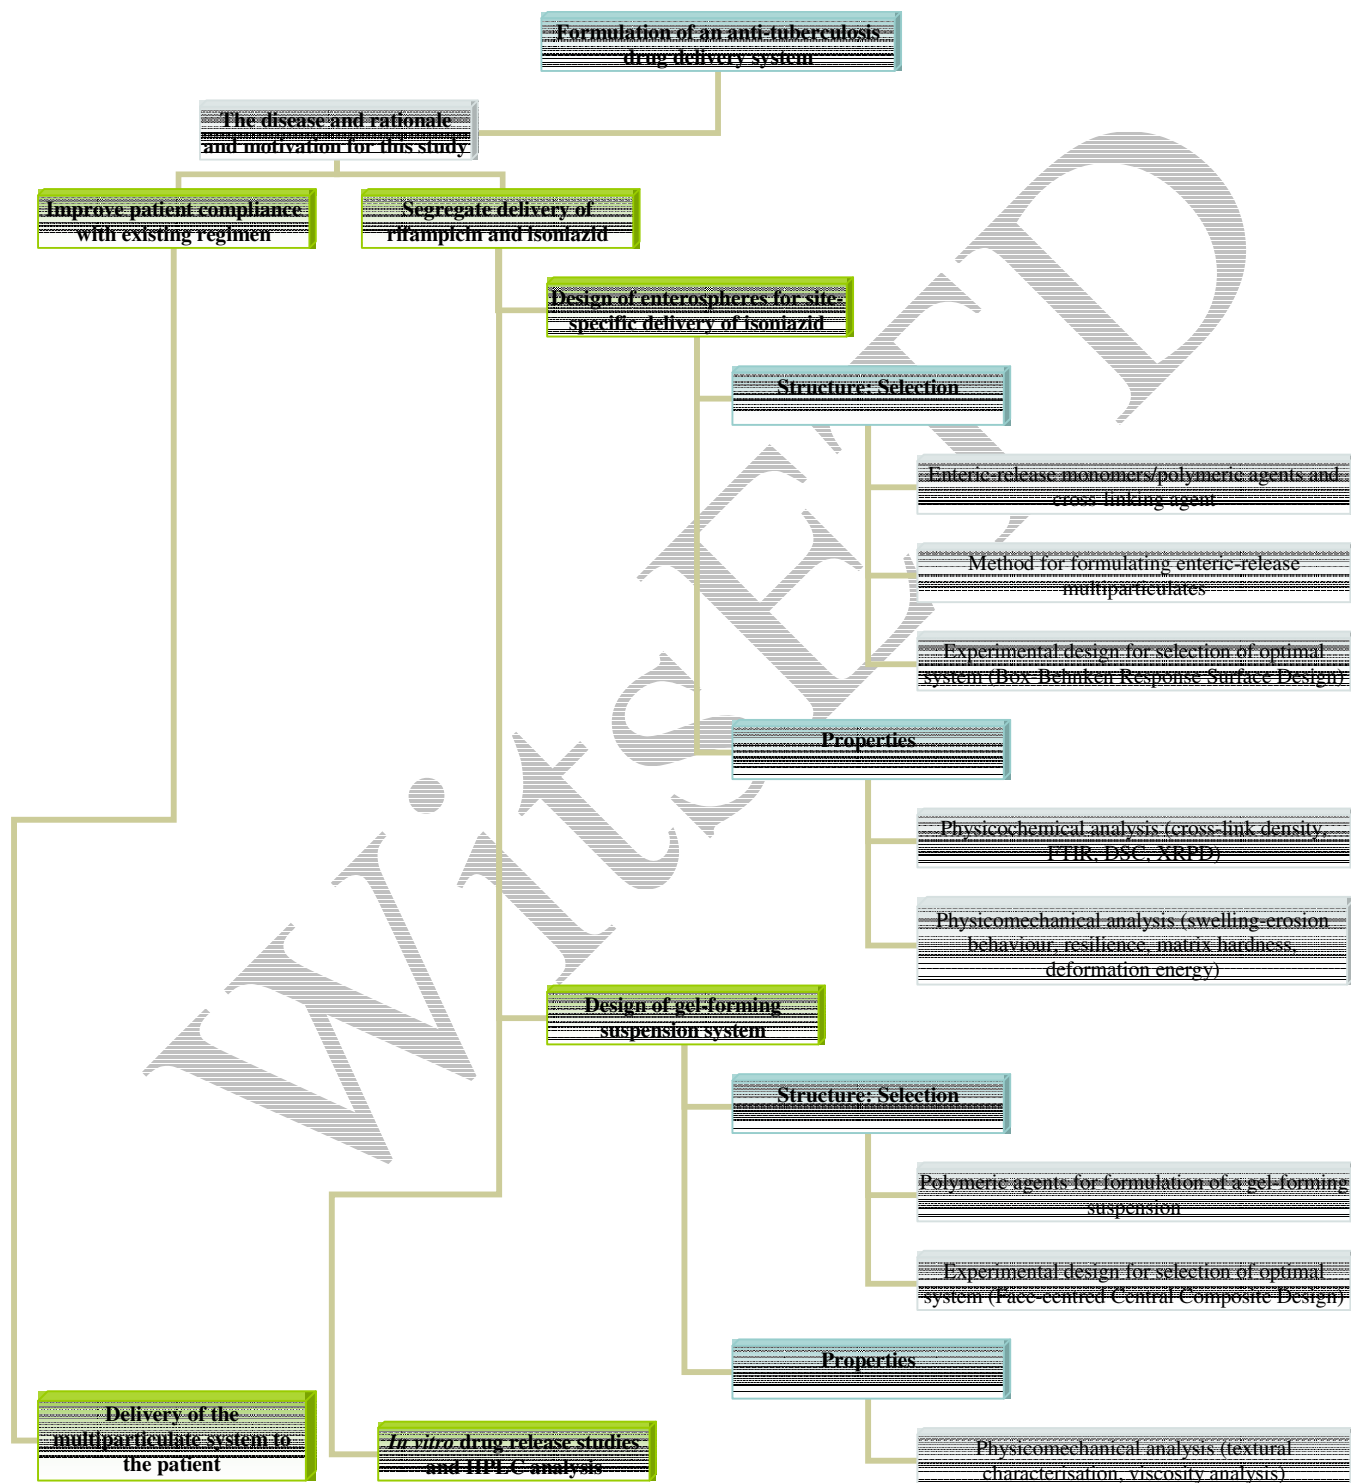 Formulation of an anti-tuberculosis
drug delivery system
The disease and rationale
and motivation for this study
Improve patient compliance
with existing regimen
Segregate delivery of
rifampicin and isoniazid
Design of enterospheres for site-
specific delivery of isoniazid
Structure: Selection
Enteric-release monomers/polymeric agents and
cross-linking agent
Method for formulating enteric-release
multiparticulates
Experimental design for selection of optimal
system (Box-Behnken Response Surface Design)
Properties
Physicochemical analysis (cross-link density,
FTIR, DSC, XRPD)
Physicomechanical analysis (swelling-erosion
behaviour, resilience, matrix hardness,
deformation energy)
Design of gel-forming
suspension system
Structure: Selection
Polymeric agents for formulation of a gel-forming
suspension
Experimental design for selection of optimal
system (Face-centred Central Composite Design)
Properties
Physicomechanical analysis (textural
characterisation, viscosity analysis)
Delivery of the
multiparticulate system to
the patient
In vitro drug release studies
and HPLC analysis
WitsETD